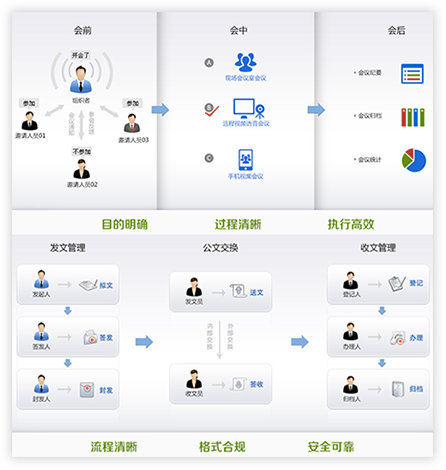 会前
会中
会后
开会了
组织者
参加
参加
邀请人员01
会议通知
参会反馈
邀请人员03
不参加
邀请人员02
A
现场会议室会议
B
远程视频语音会议
C
手机视频会议
• 会议纪要
• 会议归档
• 会议统计
目的明确
过程清晰
执行高效
发文管理
公文交换
收文管理
发起人
拟文
签发人
签发
封发人
封发
发文员
送文
内部交换
外部交换
收文员
签收
登记人
登记
办理人
办理
归档人
归档
流程清晰
格式合规
安全可靠